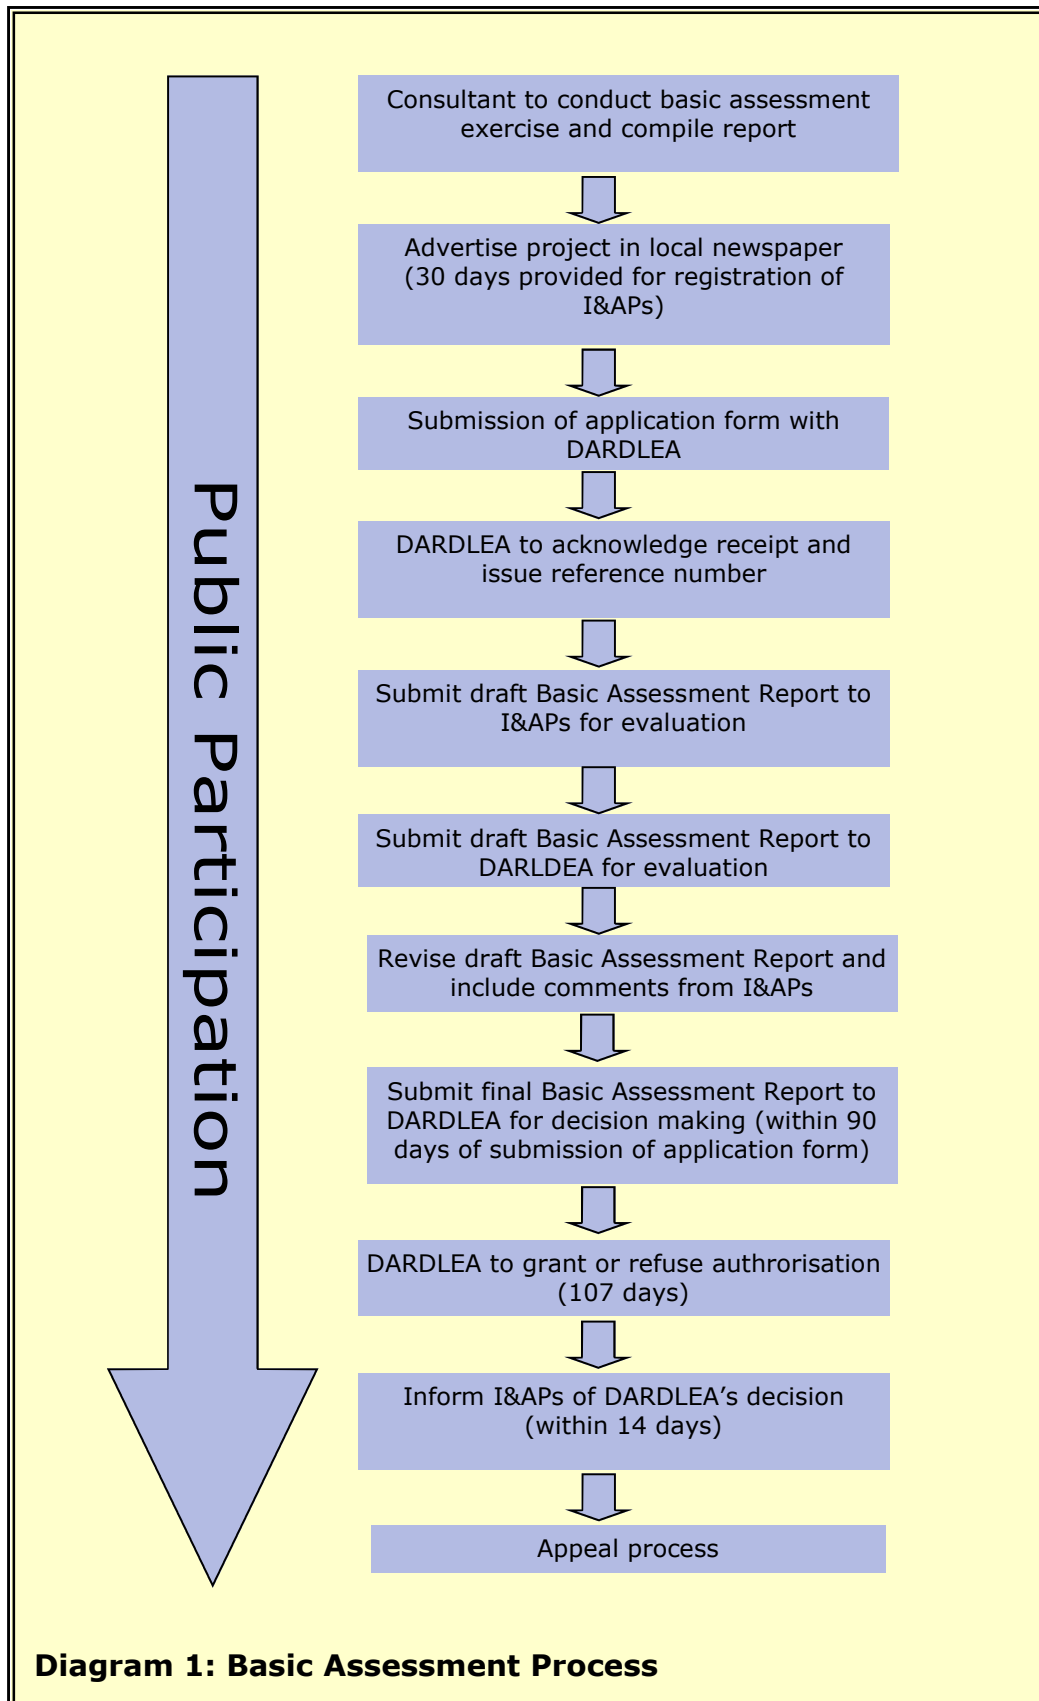 Public Participation
Consultant to conduct basic assessment
exercise and compile report
Advertise project in local newspaper
(30 days provided for registration of
I&APs)
Submission of application form with
DARDLEA
DARDLEA to acknowledge receipt and
issue reference number
Submit draft Basic Assessment Report to
I&APs for evaluation
Submit draft Basic Assessment Report to
DARLDEA for evaluation
Revise draft Basic Assessment Report and
include comments from I&APs
Submit final Basic Assessment Report to
DARDLEA for decision making (within 90
days of submission of application form)
DARDLEA to grant or refuse authrorisation
(107 days)
Inform I&APs of DARDLEA’s decision
(within 14 days)
Appeal process
Diagram 1: Basic Assessment Process